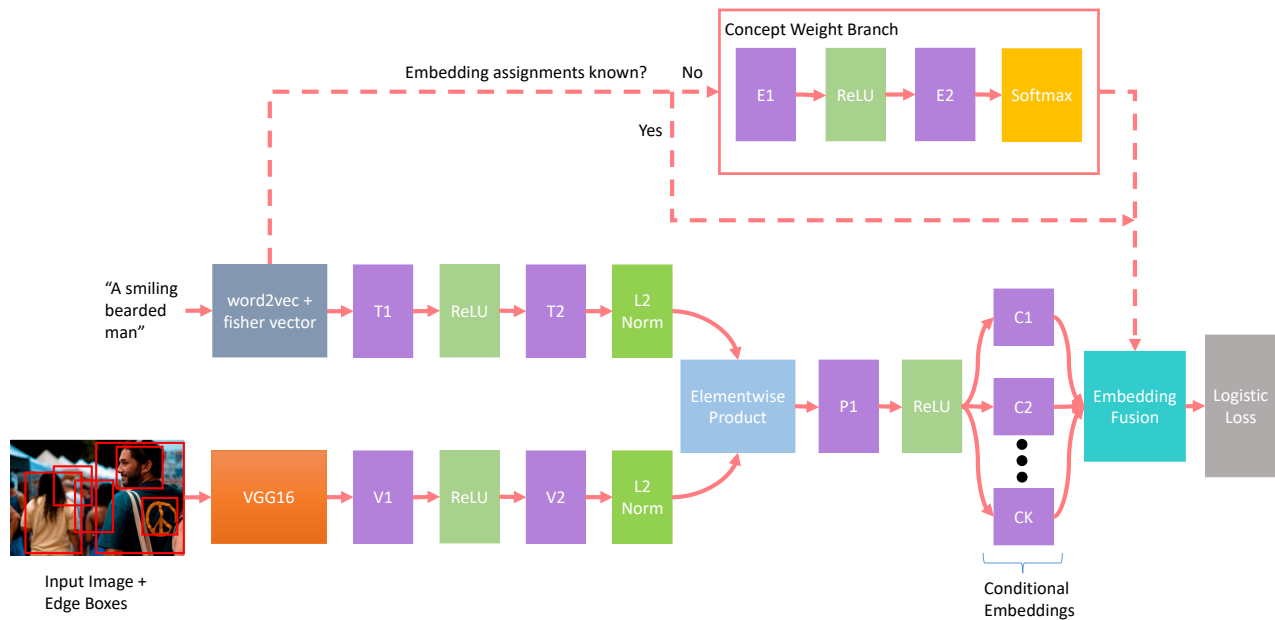 Concept Weight Branch
Embedding assignments known?
No
Yes
E1
ReLU
E2
Softmax
“A smiling
bearded
man”
word2vec +
fisher vector
T1
ReLU
T2
L2
Norm
Elementwise
Product
P1
ReLU
C1
C2
CK
Embedding
Fusion
Logistic
Loss
VGG16
V1
ReLU
V2
L2
Norm
Input Image +
Edge Boxes
Conditional
Embeddings